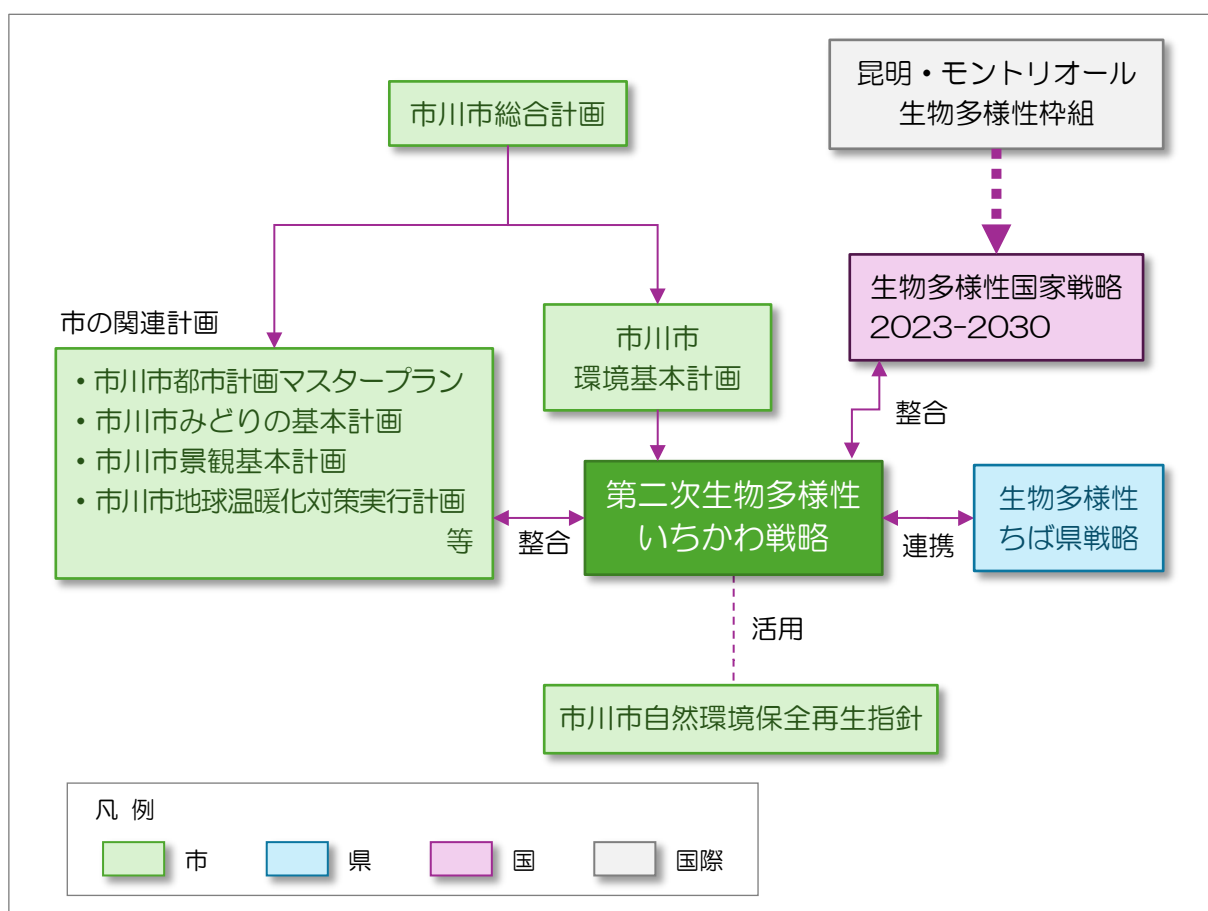 昆明・モントリオール
生物多様性枠組
市川市総合計画
生物多様性国家戦略
2023-2030
市の関連計画
・市川市都市計画マスタープラン
・市川市みどりの基本計画
・市川市景観基本計画
・市川市地球温暖化対策実行計画
等
市川市
環境基本計画
整合
第二次生物多様性
いちかわ戦略
整合
連携
生物多様性
ちば県戦略
活用
市川市自然環境保全再生指針
凡 例
市
県
国
国際